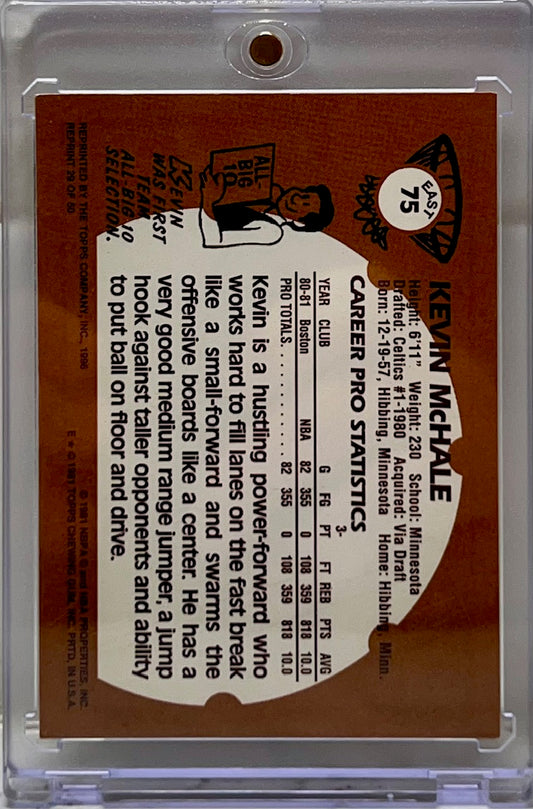 EAST
75
KEVIN McHALE
Height: 6'11" Weight: 230 School: Minnesota
Drafted: Celtics #1-1980 Acquired: Via Draft
Born: 12-19-57, Hibbing, Minnesota Home: Hibbing, Minn.
CAREER PRO STATISTICS
3-
YEAR CLUB G FG PT FT REB PTS AVG
80-81 Boston NBA 82 355 0 108 359 818 10.0
PRO TOTALS. . . . . . . . . . . . . . 82 355 0 108 359 818 10.0
Kevin is a hustling power-forward who
works hard to fill lanes on the fast break
like a small-forward and swarms the
offensive boards like a center. He has a
very good medium range jumper, a jump
hook against taller opponents and ability
to put ball on floor and drive.
ALL-
BIG
10
KEVIN
WAS FIRST
TEAM
ALL BIG 10
SELECTION.
REPRINTED BY THE TOPPS COMPANY, INC., 1996
REPRINT 29 OF 50
© 1981 NBPA © and NBA PROPERTIES, INC.
E ★ © 1981 TOPPS CHEWING GUM, INC. PRTD. IN U.S.A.